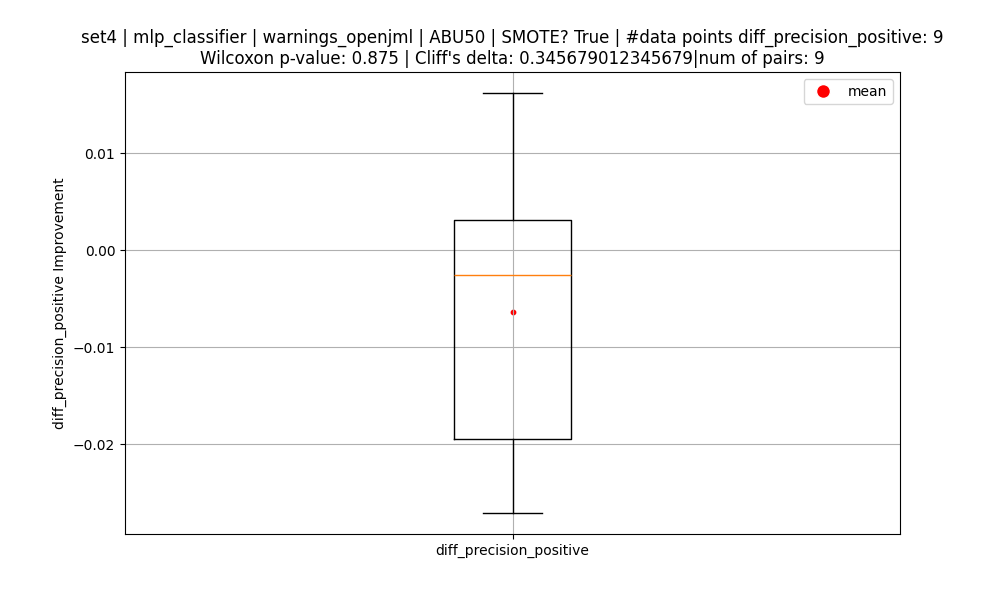 set4 | mlp_classifier | warnings_openjml | ABU50 | SMOTE? True | #data points diff_precision_positive: 9
Wilcoxon p-value: 0.875 | Cliff's delta: 0.345679012345679|num of pairs: 9
mean
0.01
0.00
−0.01
−0.02
diff_precision_positive Improvement
diff_precision_positive